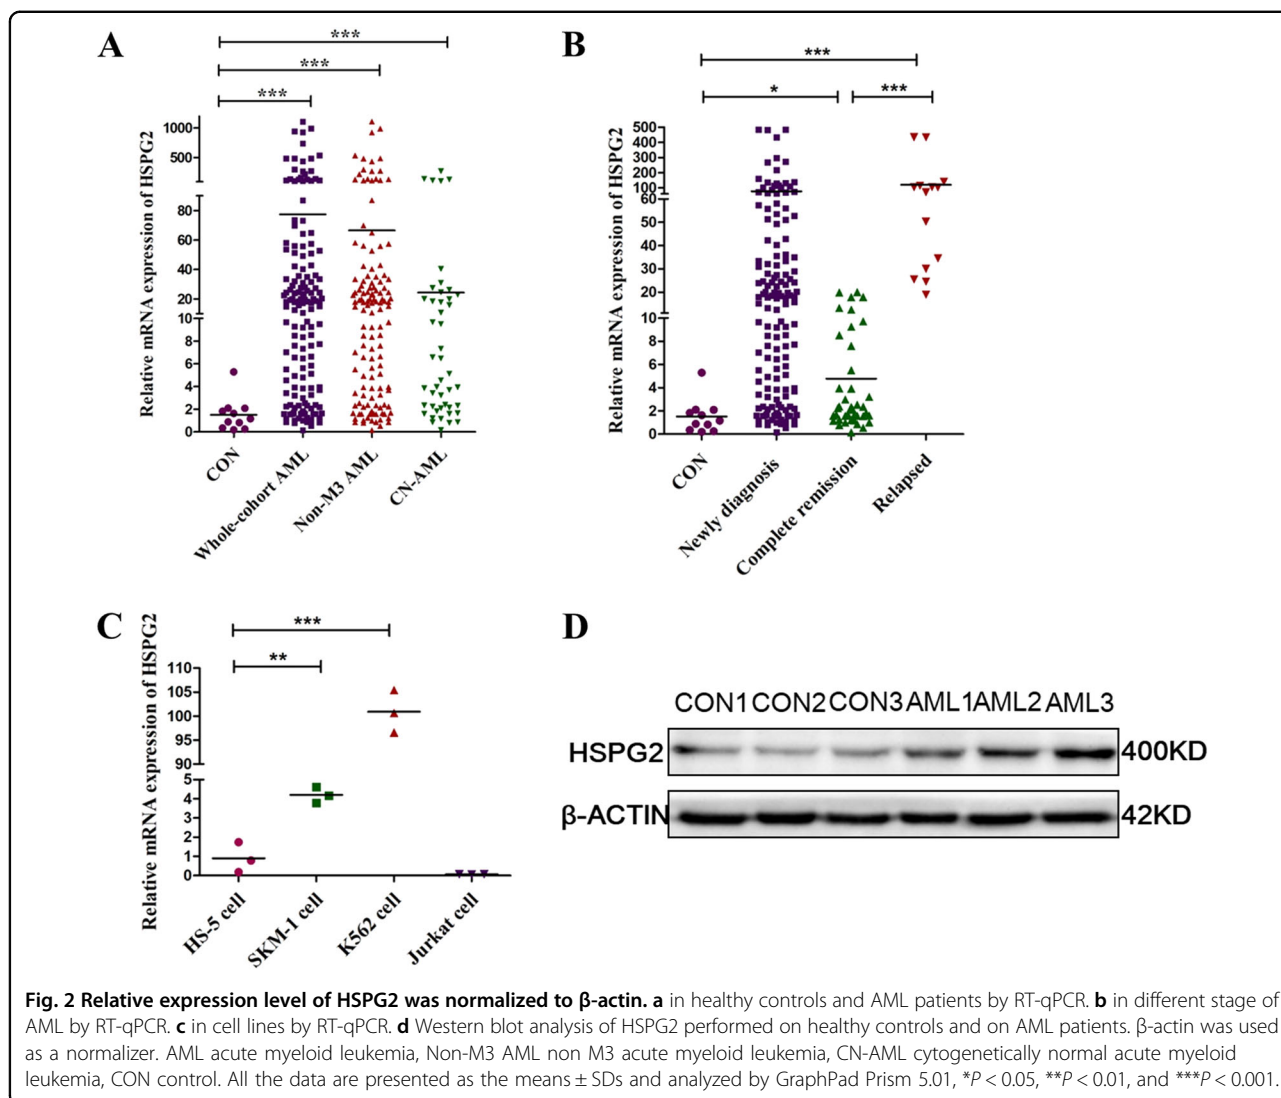 A
***
***
***
Relative mRNA expression of HSPG2
1000
500
80
60
40
20
10
8
6
4
2
0
CON
Whole-cohort AML
Non-M3 AML
CN-AML
B
***
* ***
Relative mRNA expression of HSPG2
500
400
300
200
100
60
50
40
30
20
10
8
6
4
2
0
CON
Newly diagnosis
Complete remission
Relapsed
C
***
**
Relative mRNA expression of HSPG2
110
105
100
95
90
5
4
3
2
1
0
HS-5 cell
SKM-1 cell
K562 cell
Jurkat cell
D
CON1 CON2 CON3 AML1 AML2 AML3
HSPG2 400KD
β-ACTIN 42KD
Fig. 2 Relative expression level of HSPG2 was normalized to β-actin. a in healthy controls and AML patients by RT-qPCR. b in different stage of
AML by RT-qPCR. c in cell lines by RT-qPCR. d Western blot analysis of HSPG2 performed on healthy controls and on AML patients. β-actin was used
as a normalizer. AML acute myeloid leukemia, Non-M3 AML non M3 acute myeloid leukemia, CN-AML cytogenetically normal acute myeloid
leukemia, CON control. All the data are presented as the means ± SDs and analyzed by GraphPad Prism 5.01, *P < 0.05, **P < 0.01, and ***P < 0.001.